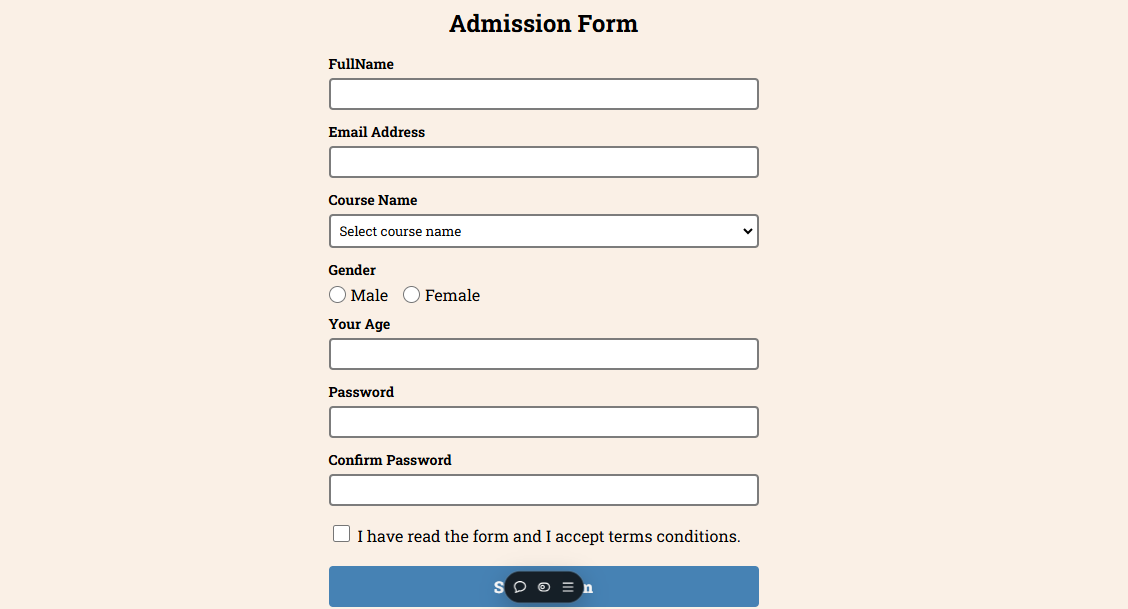 Admission Form
FullName
Email Address
Course Name
Select course name
Gender
Male Female
Your Age
Password
Confirm Password
I have read the form and I accept terms conditions.